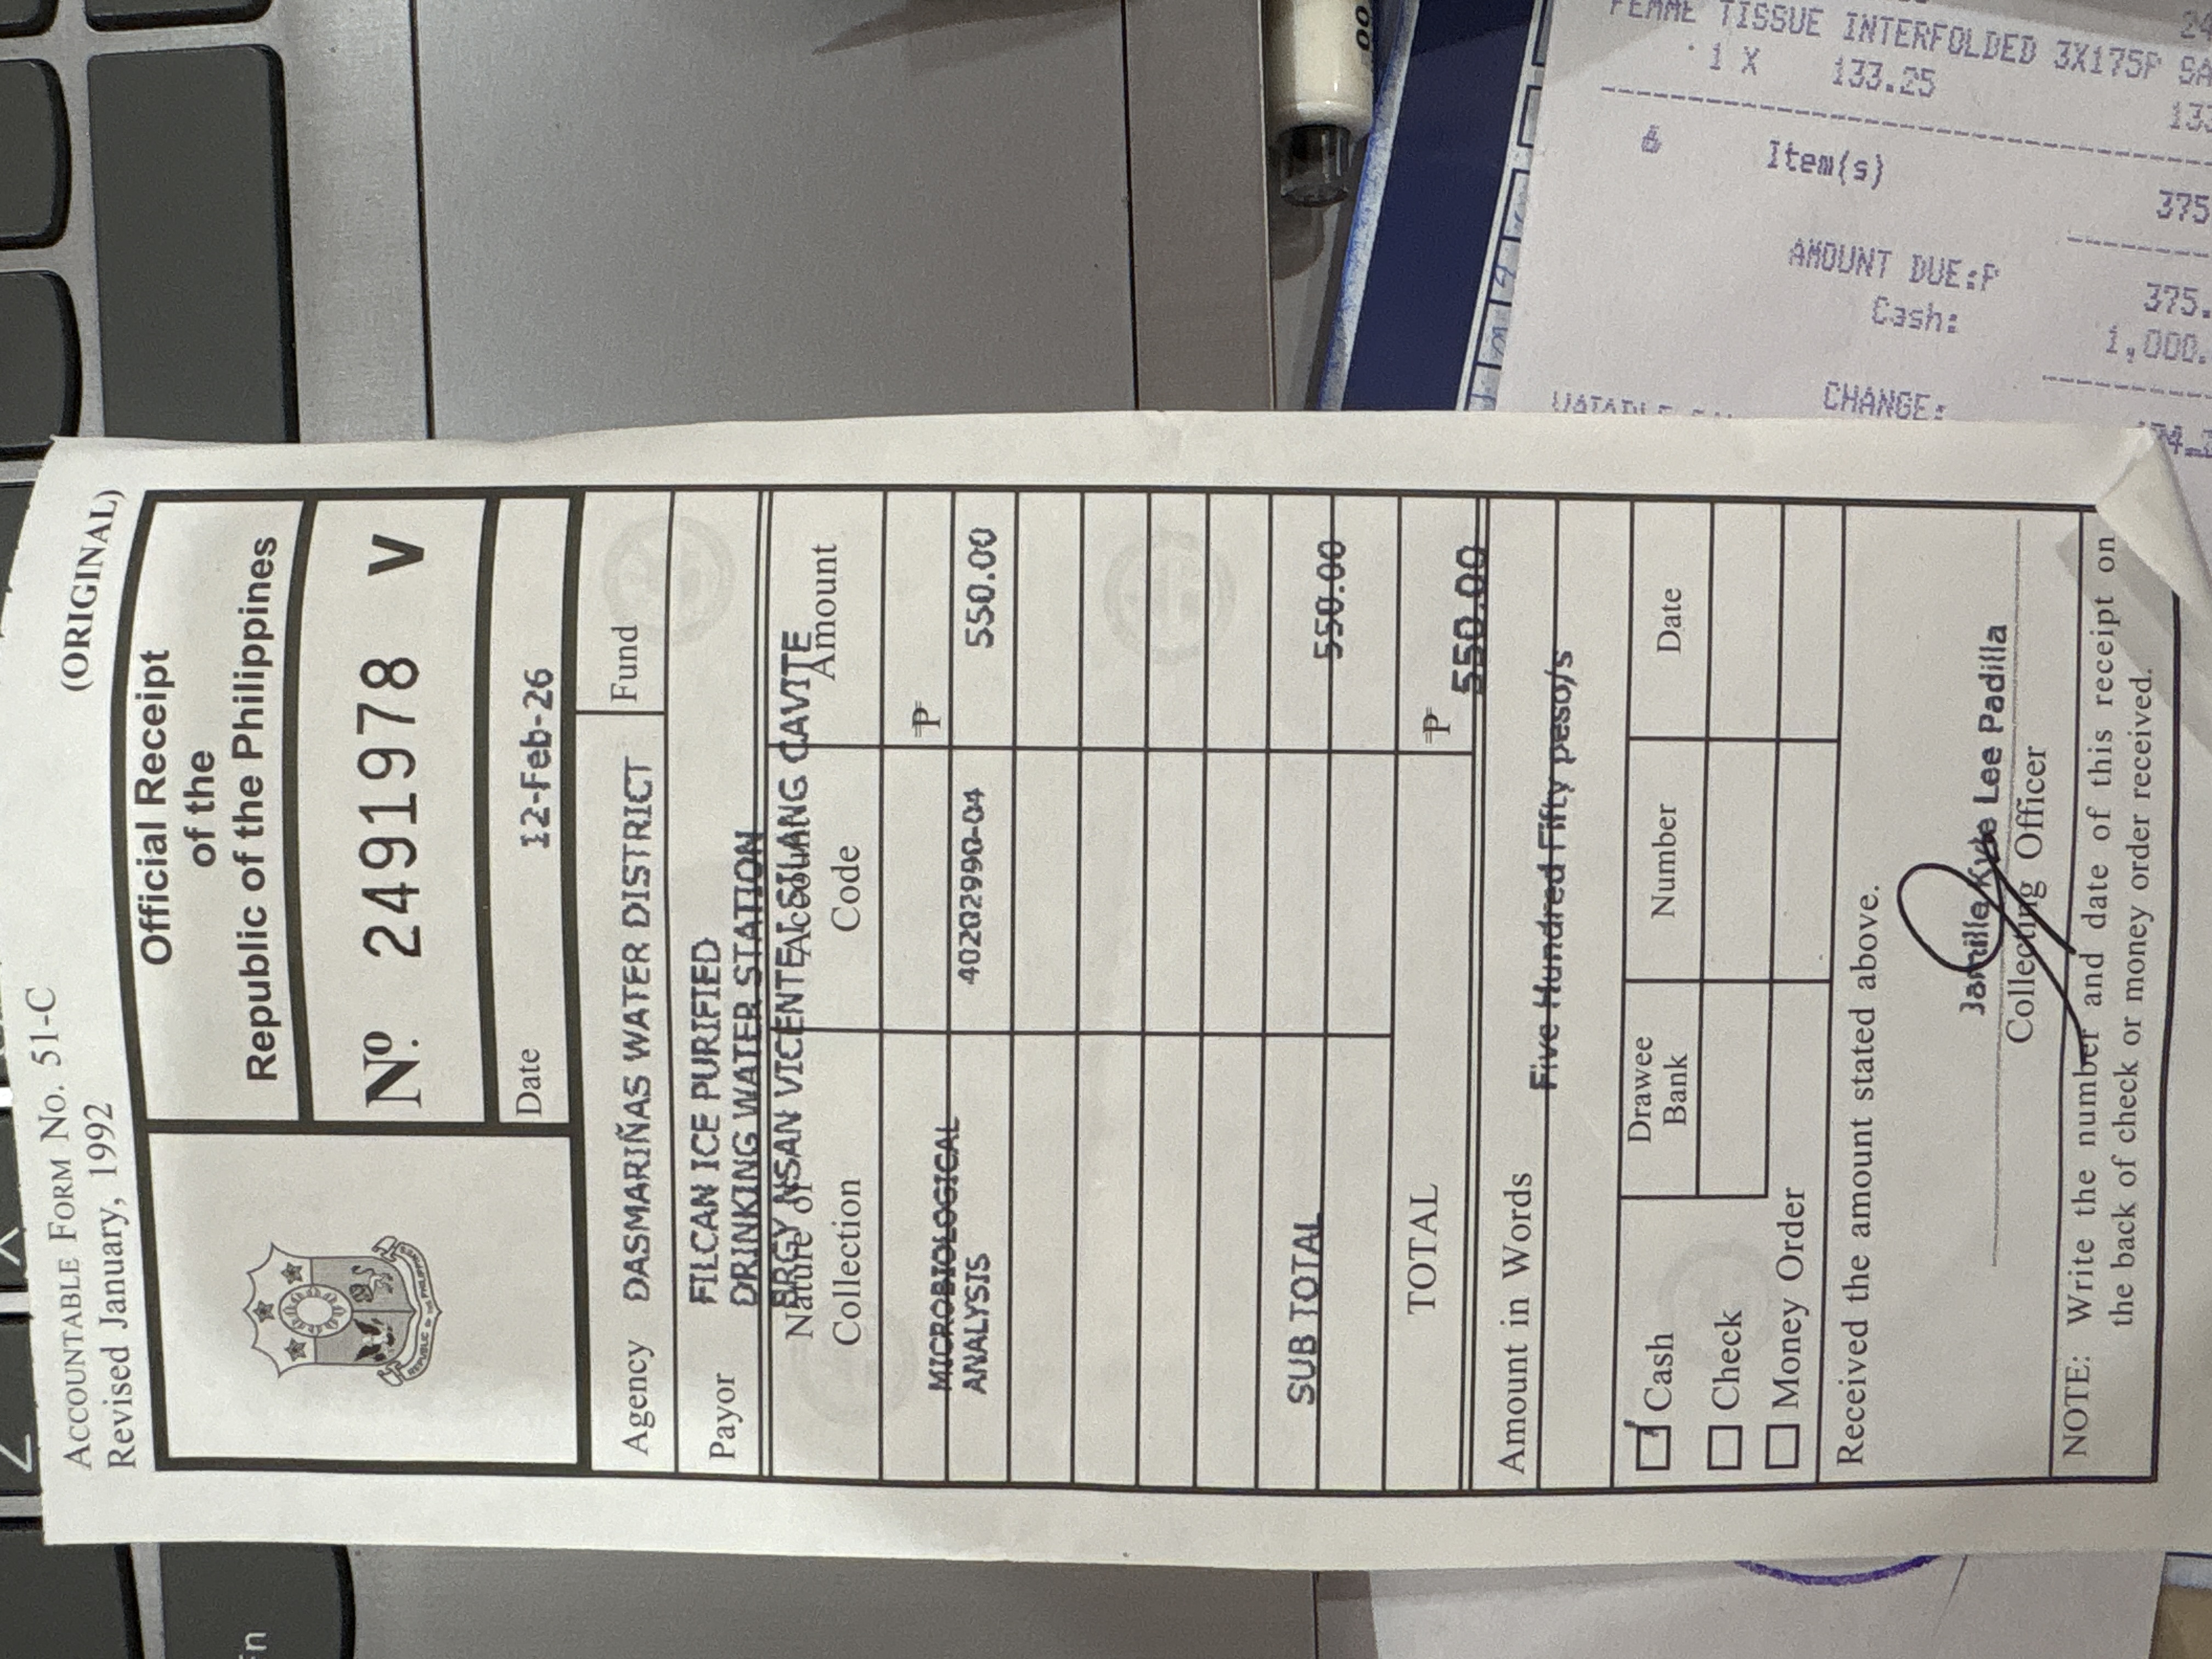 ACCOUNTABLE FORM NO. 51-C
Revised January, 1992
(ORIGINAL)
Official Receipt
of the
Republic of the Philippines
Nº 2491978 V
Date 12-Feb-26
Agency DASMARIÑAS WATER DISTRICT
Fund
Payor FILCAN ICE PURIFIED
DRINKING WATER STATION
BRGY NSAN VICENTE SILANG CAVITE
Nature of Collection
Account Code
Amount
₱
MICROBIOLOGICAL
ANALYSIS 40202990-04 550.00
SUB TOTAL 550.00
TOTAL ₱ 550.00
Amount in Words
Five Hundred Fifty peso/s
Cash
Check
Money Order
Drawee Bank
Number
Date
Received the amount stated above.
Jamille Kyle Lee Padilla
Collecting Officer
NOTE: Write the number and date of this receipt on
the back of check or money order received.
FEMME TISSUE INTERFOLDED 3X175P SA
1 X 133.25
133
6 Item(s)
375
AMOUNT DUE:P 375.
Cash: 1,000.
CHANGE:
Z
X